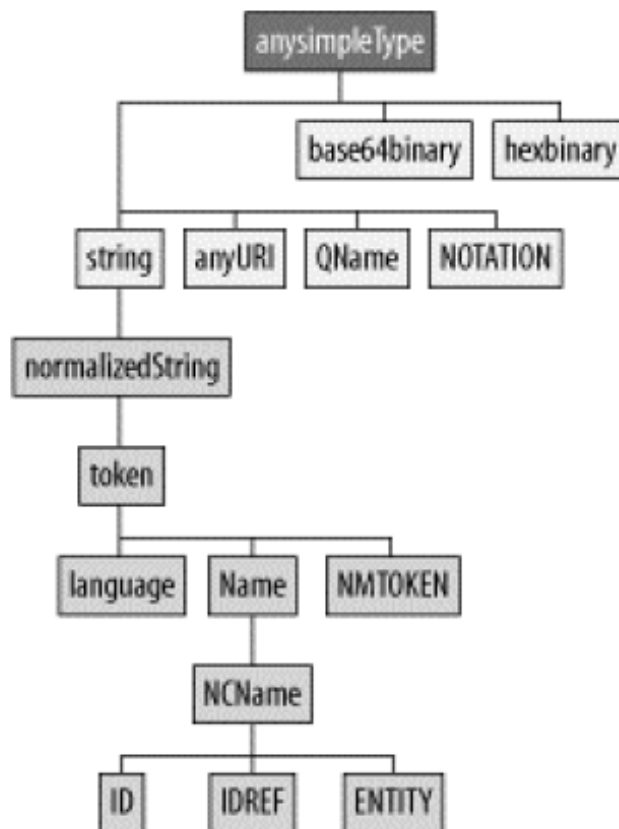 anysimpleType
base64binary hexbinary
string anyURI QName NOTATION
normalizedString
token
language Name NMTOKEN
NCName
ID IDREF ENTITY